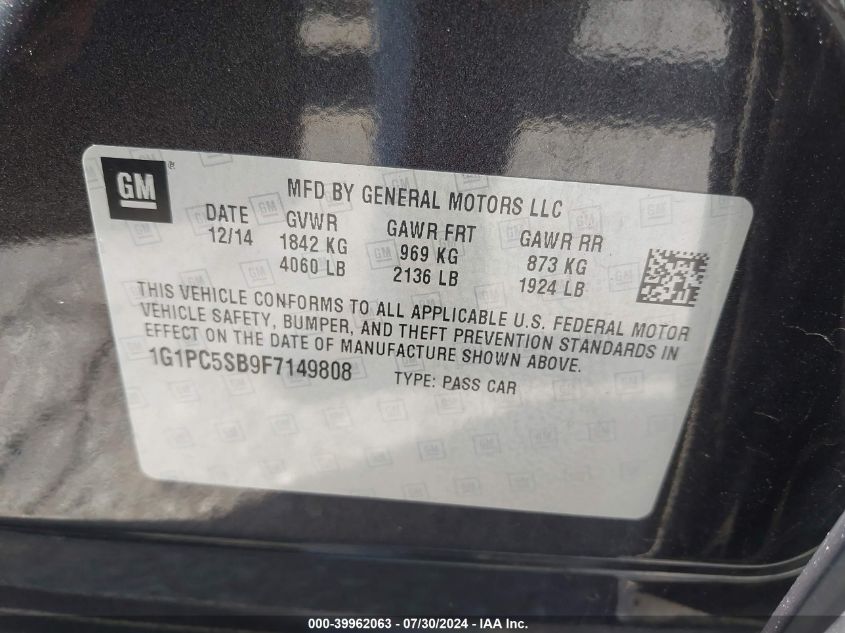 GM
MFD BY GENERAL MOTORS LLC
DATE GVWR GAWR FRT GAWR RR
12/14 1842 KG 969 KG 873 KG
4060 LB 2136 LB 1924 LB
THIS VEHICLE CONFORMS TO ALL APPLICABLE U.S. FEDERAL MOTOR
VEHICLE SAFETY, BUMPER, AND THEFT PREVENTION STANDARDS IN
EFFECT ON THE DATE OF MANUFACTURE SHOWN ABOVE.
1G1PC5SB9F7149808 TYPE: PASS CAR
000-39962063 - 07/30/2024 - IAA Inc.